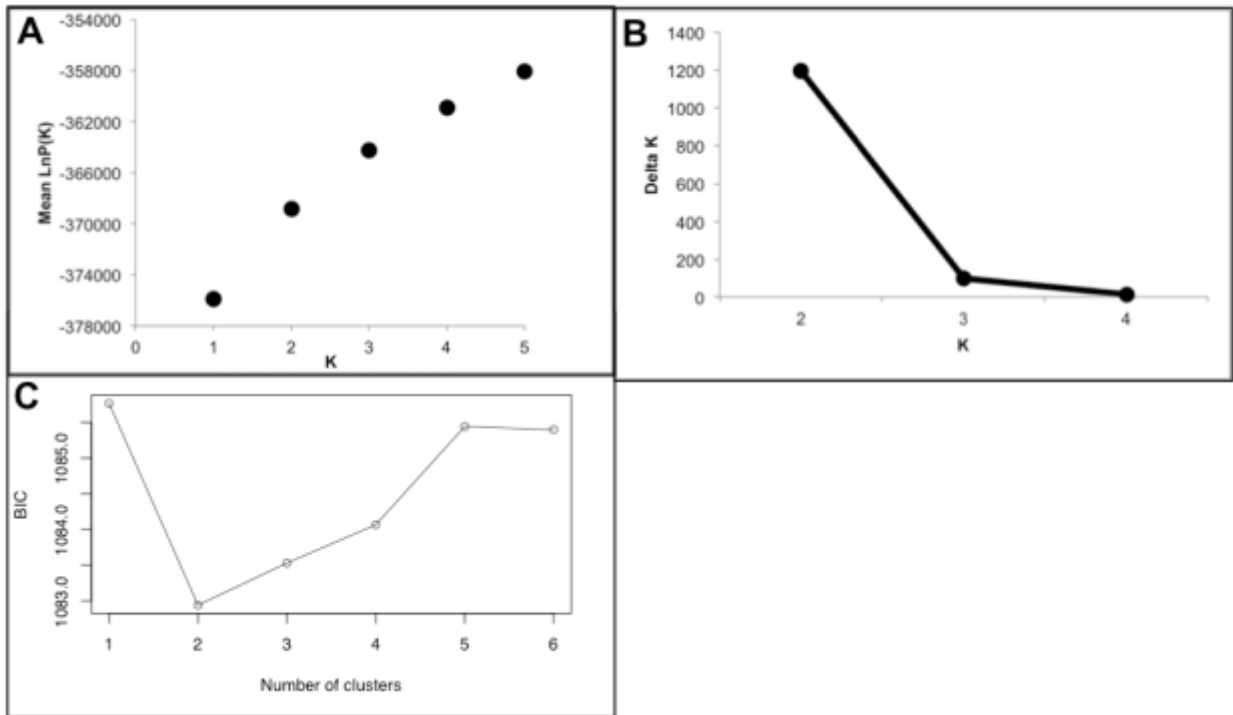 A
Mean LnP(K)
-354000
-358000
-362000
-366000
-370000
-374000
-378000
0 1 2 3 4 5
K
B
Delta K
1400
1200
1000
800
600
400
200
0
2 3 4
K
C
BIC
1085.0
1084.0
1083.0
1 2 3 4 5 6
Number of clusters